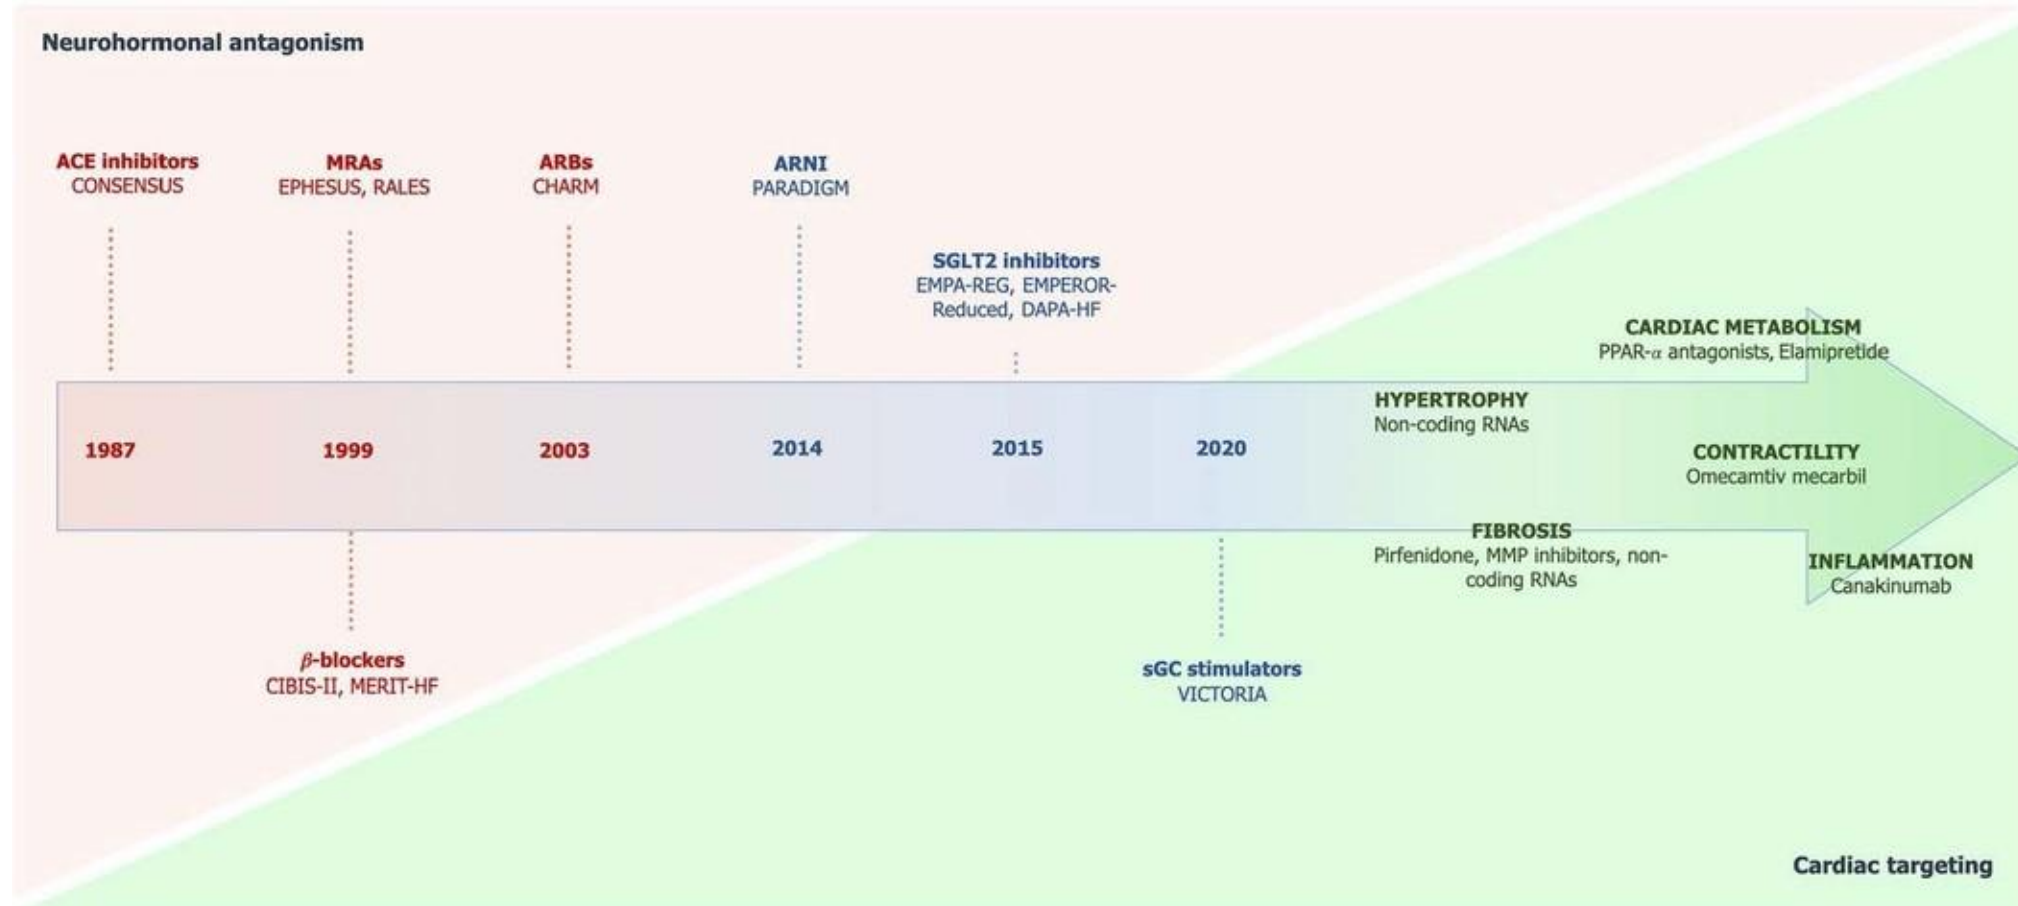 Neurohormonal antagonism
ACE inhibitors
CONSENSUS
MRAs
EPHESUS, RALES
ARBs
CHARM
ARNI
PARADIGM
SGLT2 inhibitors
EMPA-REG, EMPEROR-
Reduced, DAPA-HF
CARDIAC METABOLISM
PPAR-α antagonists, Elamipretide
HYPERTROPHY
Non-coding RNAs
1987
1999
2003
2014
2015
2020
CONTRACTILITY
Omecamtiv mecarbil
FIBROSIS
Pirfenidone, MMP inhibitors, non-
coding RNAs
INFLAMMATION
Canakinumab
β-blockers
CIBIS-II, MERIT-HF
sGC stimulators
VICTORIA
Cardiac targeting